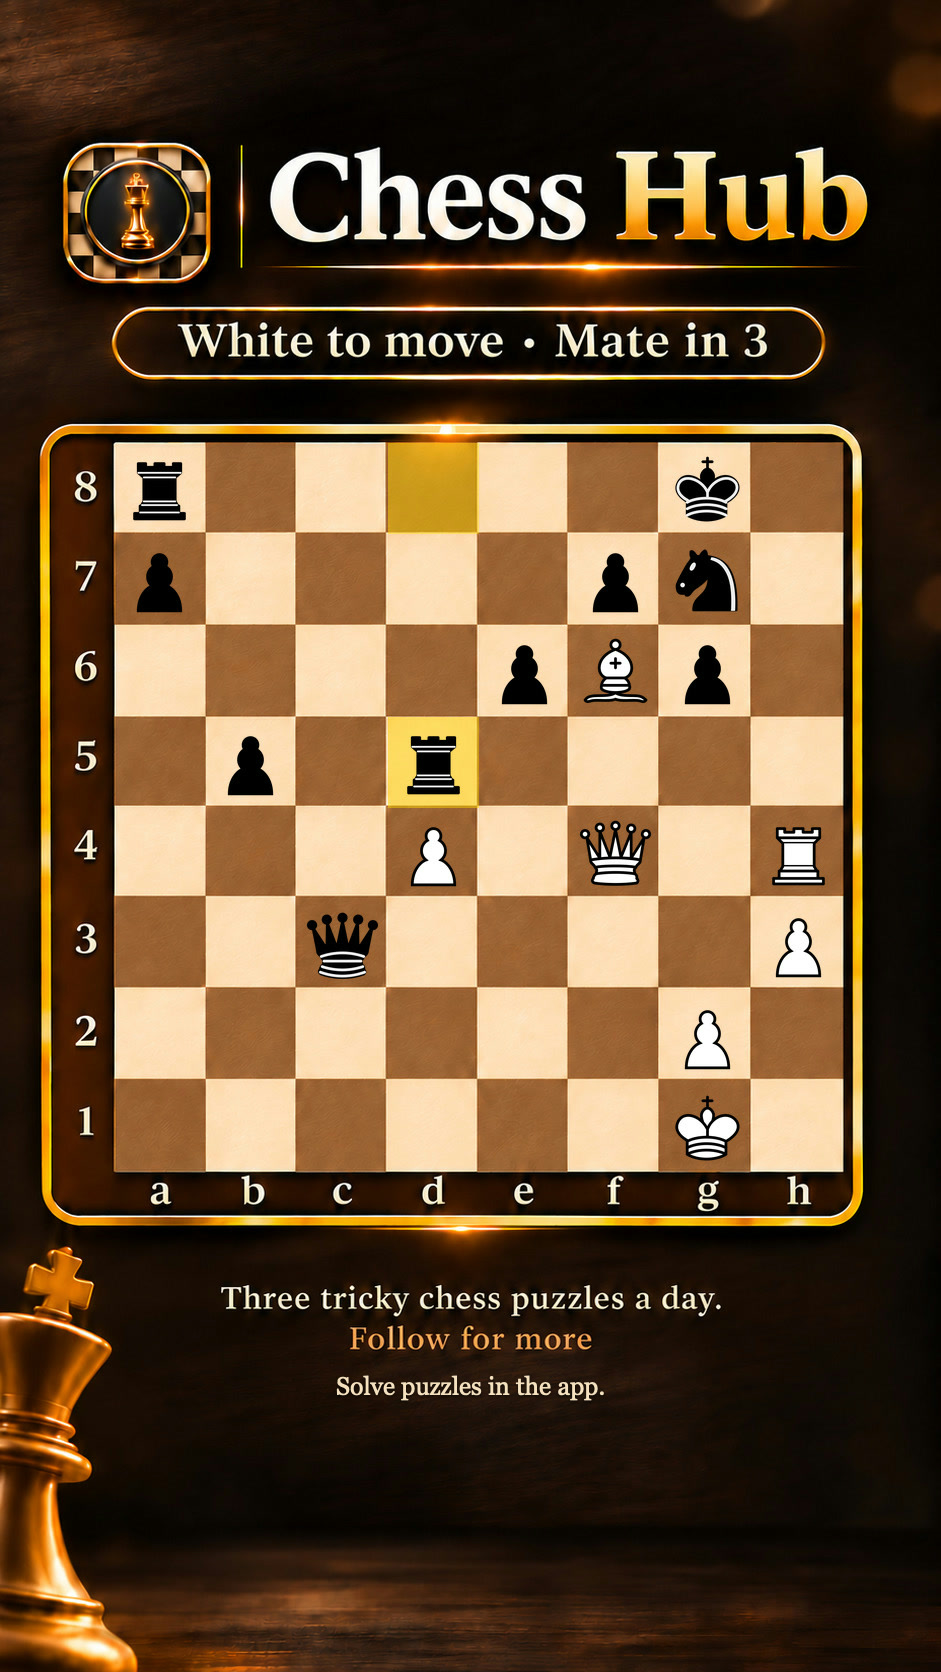 Chess Hub
White to move • Mate in 3
8
7
6
5
4
3
2
1
a b c d e f g h
Three tricky chess puzzles a day.
Follow for more
Solve puzzles in the app.